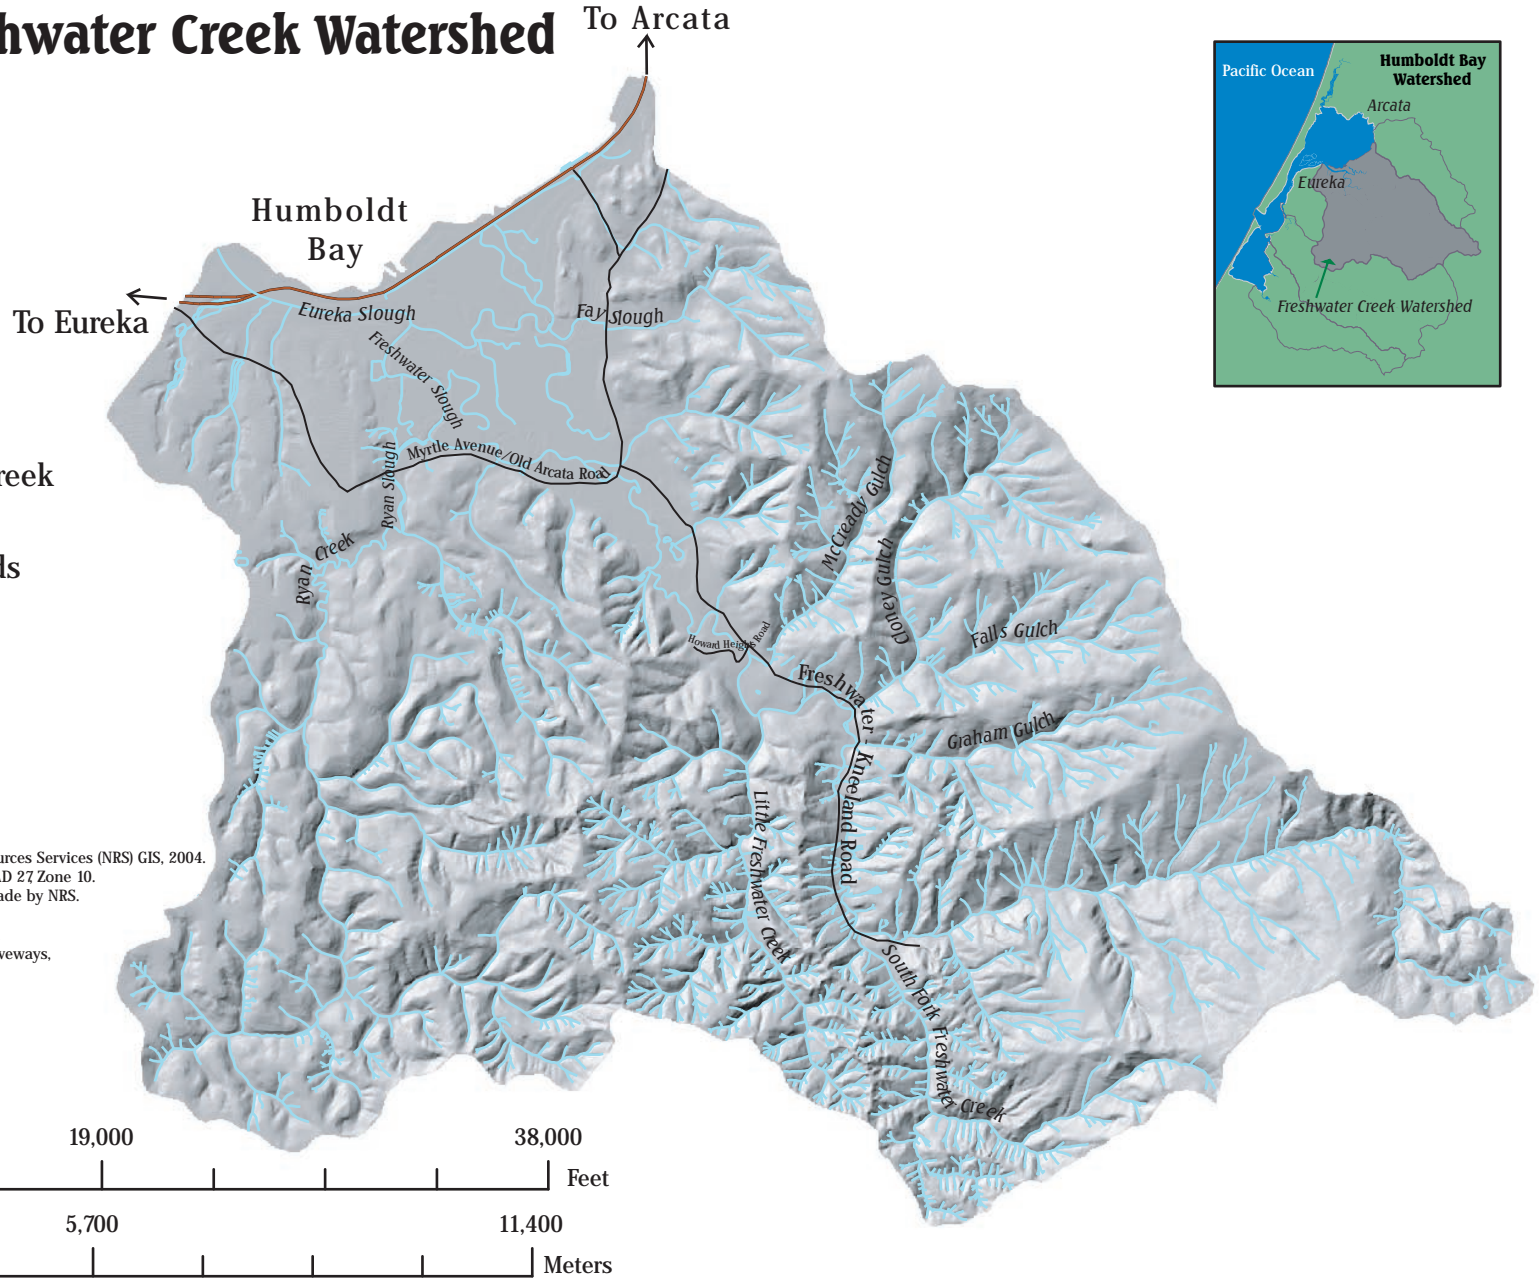 hwater Creek Watershed
To Arcata
Pacific Ocean
Humboldt Bay
Watershed
Arcata
Eureka
Freshwater Creek Watershed
Humboldt
Bay
To Eureka
Eureka Slough
Fay Slough
Freshwater Slough
Myrtle Avenue/Old Arcata Road
Ryan Slough
Ryan Creek
McCready Gulch
Cloney Gulch
Falls Gulch
Howard Heights Road
Freshwater - Kneeland Road
Graham Gulch
Little Freshwater Creek
South Fork Freshwater Creek
reek
ds
urces Services (NRS) GIS, 2004.
AD 27, Zone 10.
ade by NRS.
veways,
19,000
38,000
Feet
5,700
11,400
Meters